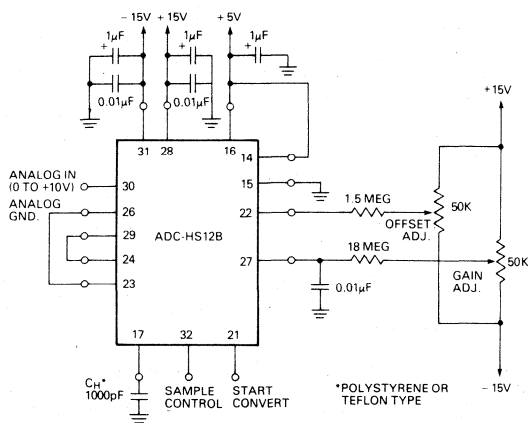 - 15V + 15V + 5V
1µF 1µF 1µF
+ + +
0.01µF 0.01µF
31 28 16
14
+15V
ANALOG IN
(0 TO +10V)
30
15
ANALOG
GND.
26
22
1.5 MEG
50K
OFFSET
ADJ.
29
ADC-HS12B
24
27
18 MEG
50K
GAIN
ADJ.
23
0.01µF
17 32 21
CH*
1000pF
SAMPLE
CONTROL
START
CONVERT
*POLYSTYRENE OR
TEFLON TYPE
- 15V